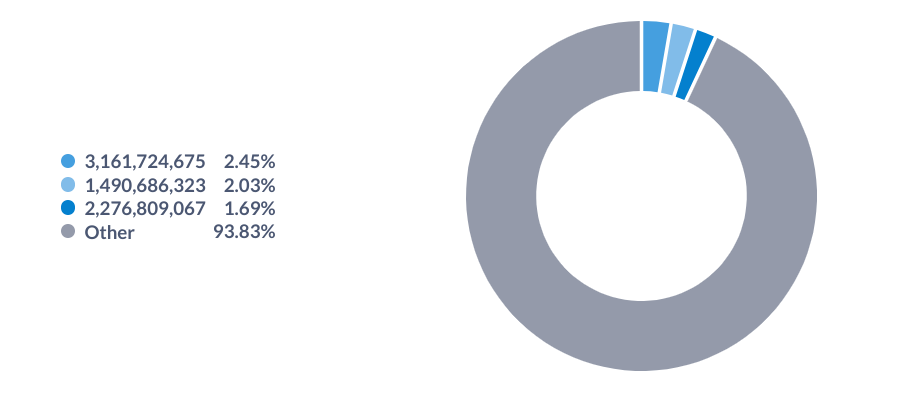 3,161,724,675 2.45%
1,490,686,323 2.03%
2,276,809,067 1.69%
Other 93.83%